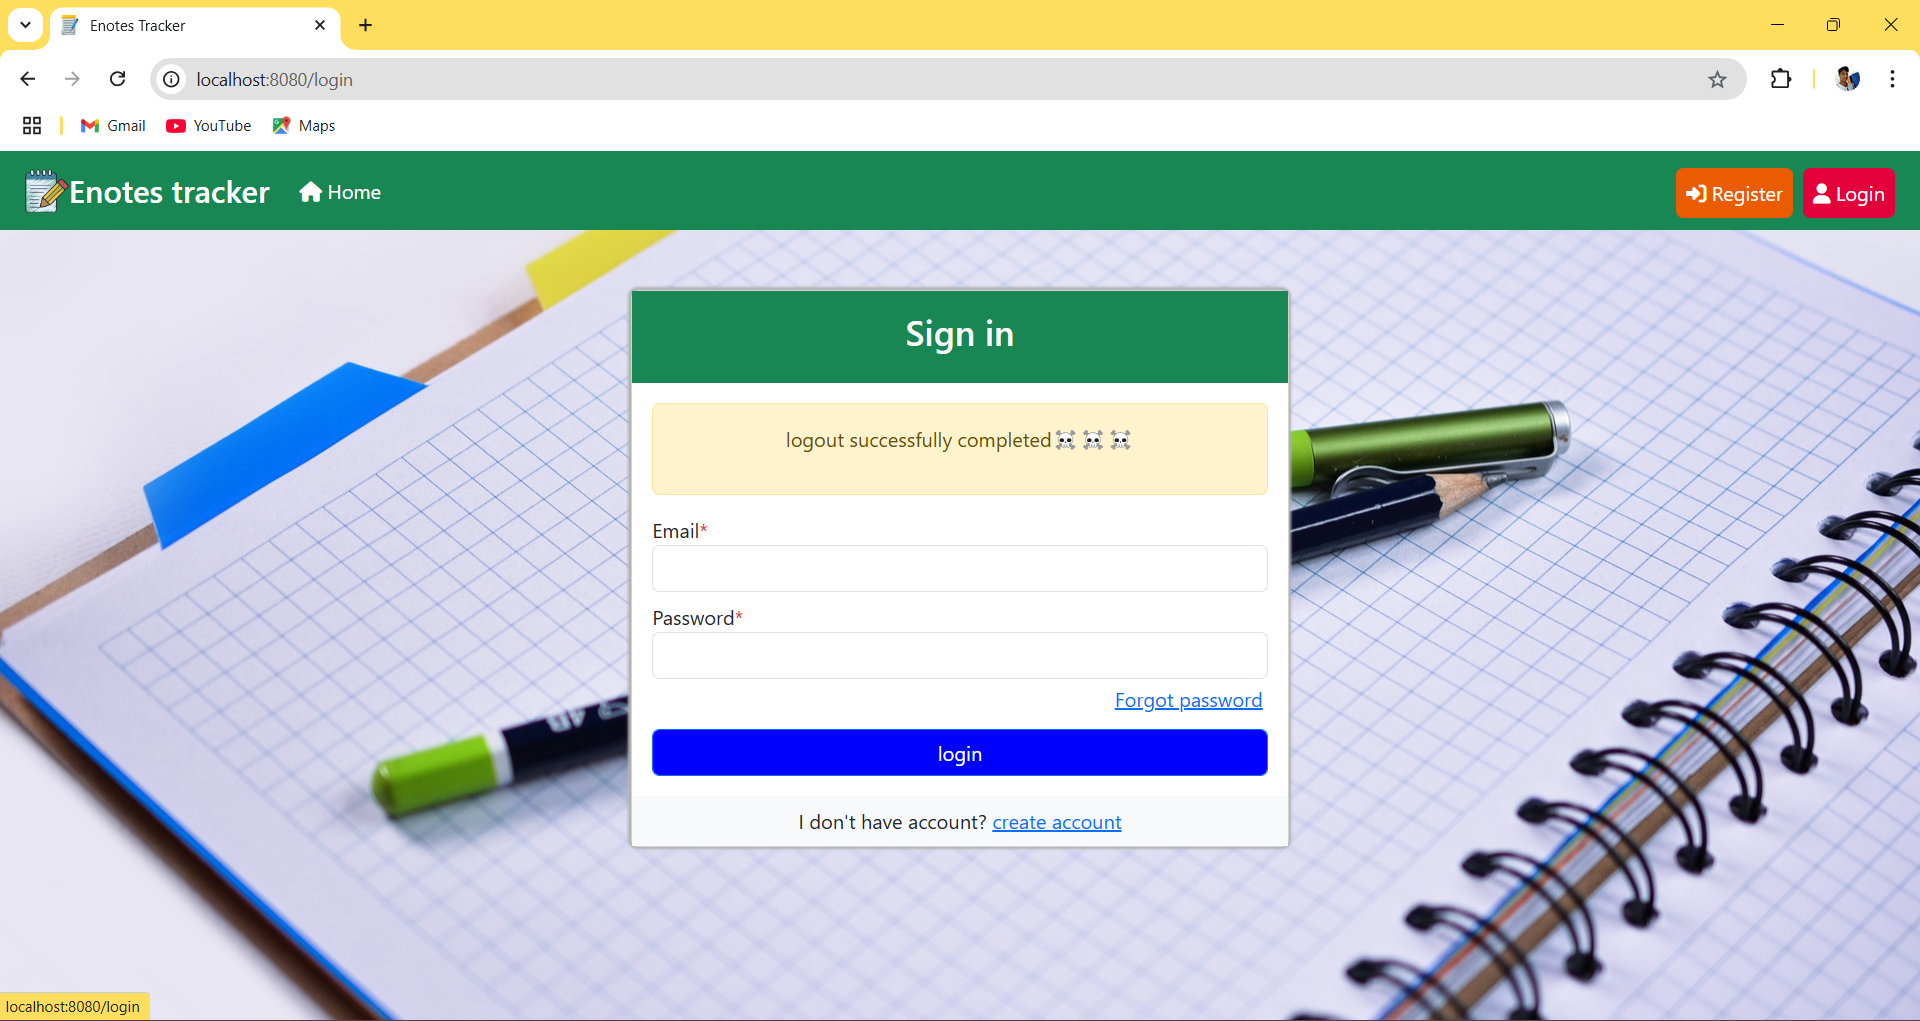 Enotes Tracker
localhost:8080/login
Gmail YouTube Maps
Enotes tracker Home Register Login
Sign in
logout successfully completed☠️ ☠️ ☠️
Email*
Password*
Forgot password
login
I don't have account? create account
localhost:8080/login